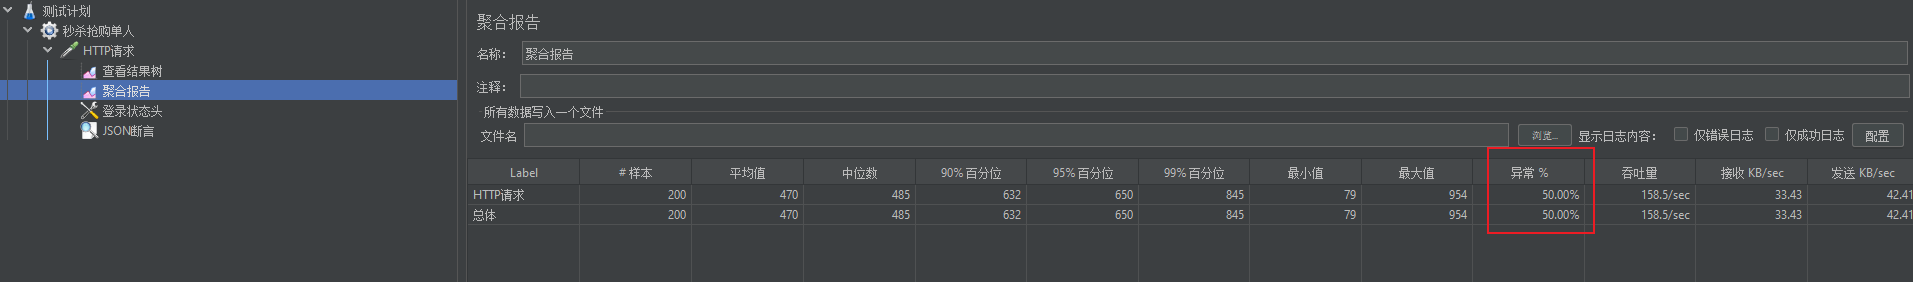 测试计划
秒杀抢购单人
HTTP请求
查看结果树
聚合报告
登录状态头
JSON断言
聚合报告
名称: 聚合报告
注释:
所有数据写入一个文件
文件名 浏览... 显示日志内容: 仅错误日志 仅成功日志 配置
Label # 样本 平均值 中位数 90% 百分位 95% 百分位 99% 百分位 最小值 最大值 异常 % 吞吐量 接收 KB/sec 发送 KB/sec
HTTP请求 200 470 485 632 650 845 79 954 50.00% 158.5/sec 33.43 42.41
总体 200 470 485 632 650 845 79 954 50.00% 158.5/sec 33.43 42.41